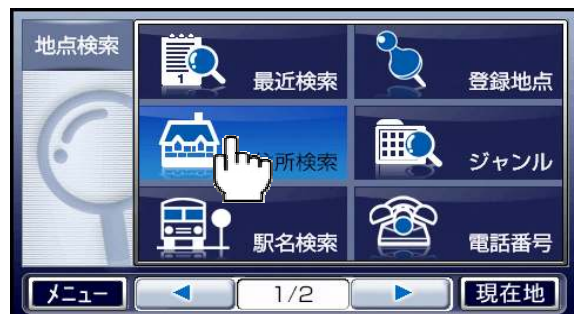 地点検索
最近検索
登録地点
所検索
ジャンル
駅名検索
電話番号
メニュー
1/2
現在地